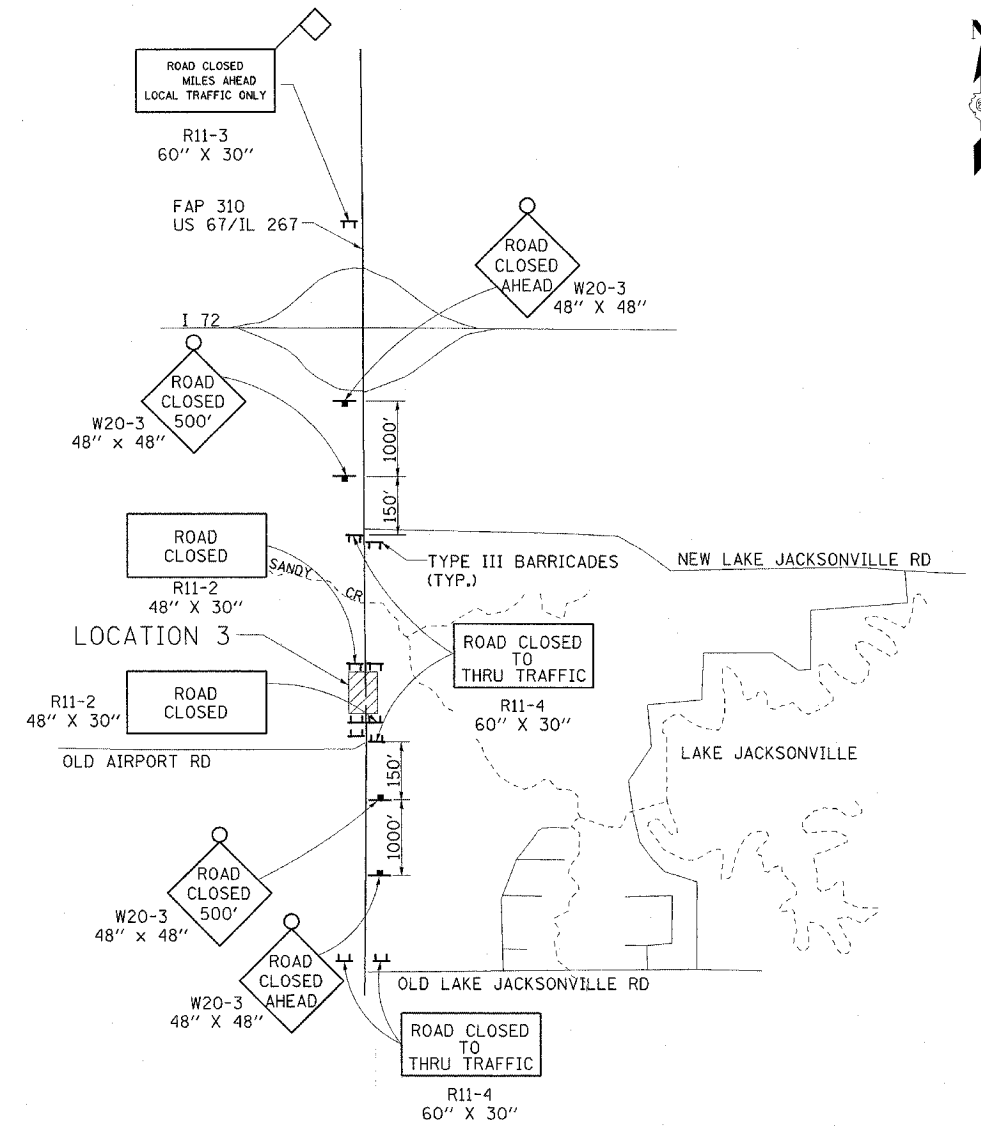 N
ROAD CLOSED
MILES AHEAD
LOCAL TRAFFIC ONLY
R11-3
60" X 30"
FAP 310
US 67/IL 267
ROAD
CLOSED
AHEAD
W20-3
48" X 48"
I 72
ROAD
CLOSED
500'
W20-3
48" x 48"
1000'
150'
ROAD
CLOSED
R11-2
48" X 30"
SANDY
CR.
TYPE III BARRICADES
(TYP.)
NEW LAKE JACKSONVILLE RD
LOCATION 3
ROAD CLOSED
TO
THRU TRAFFIC
R11-4
60" X 30"
ROAD
CLOSED
R11-2
48" X 30"
OLD AIRPORT RD
LAKE JACKSONVILLE
150'
1000'
ROAD
CLOSED
500'
W20-3
48" x 48"
ROAD
CLOSED
AHEAD
W20-3
48" X 48"
OLD LAKE JACKSONVILLE RD
ROAD CLOSED
TO
THRU TRAFFIC
R11-4
60" X 30"